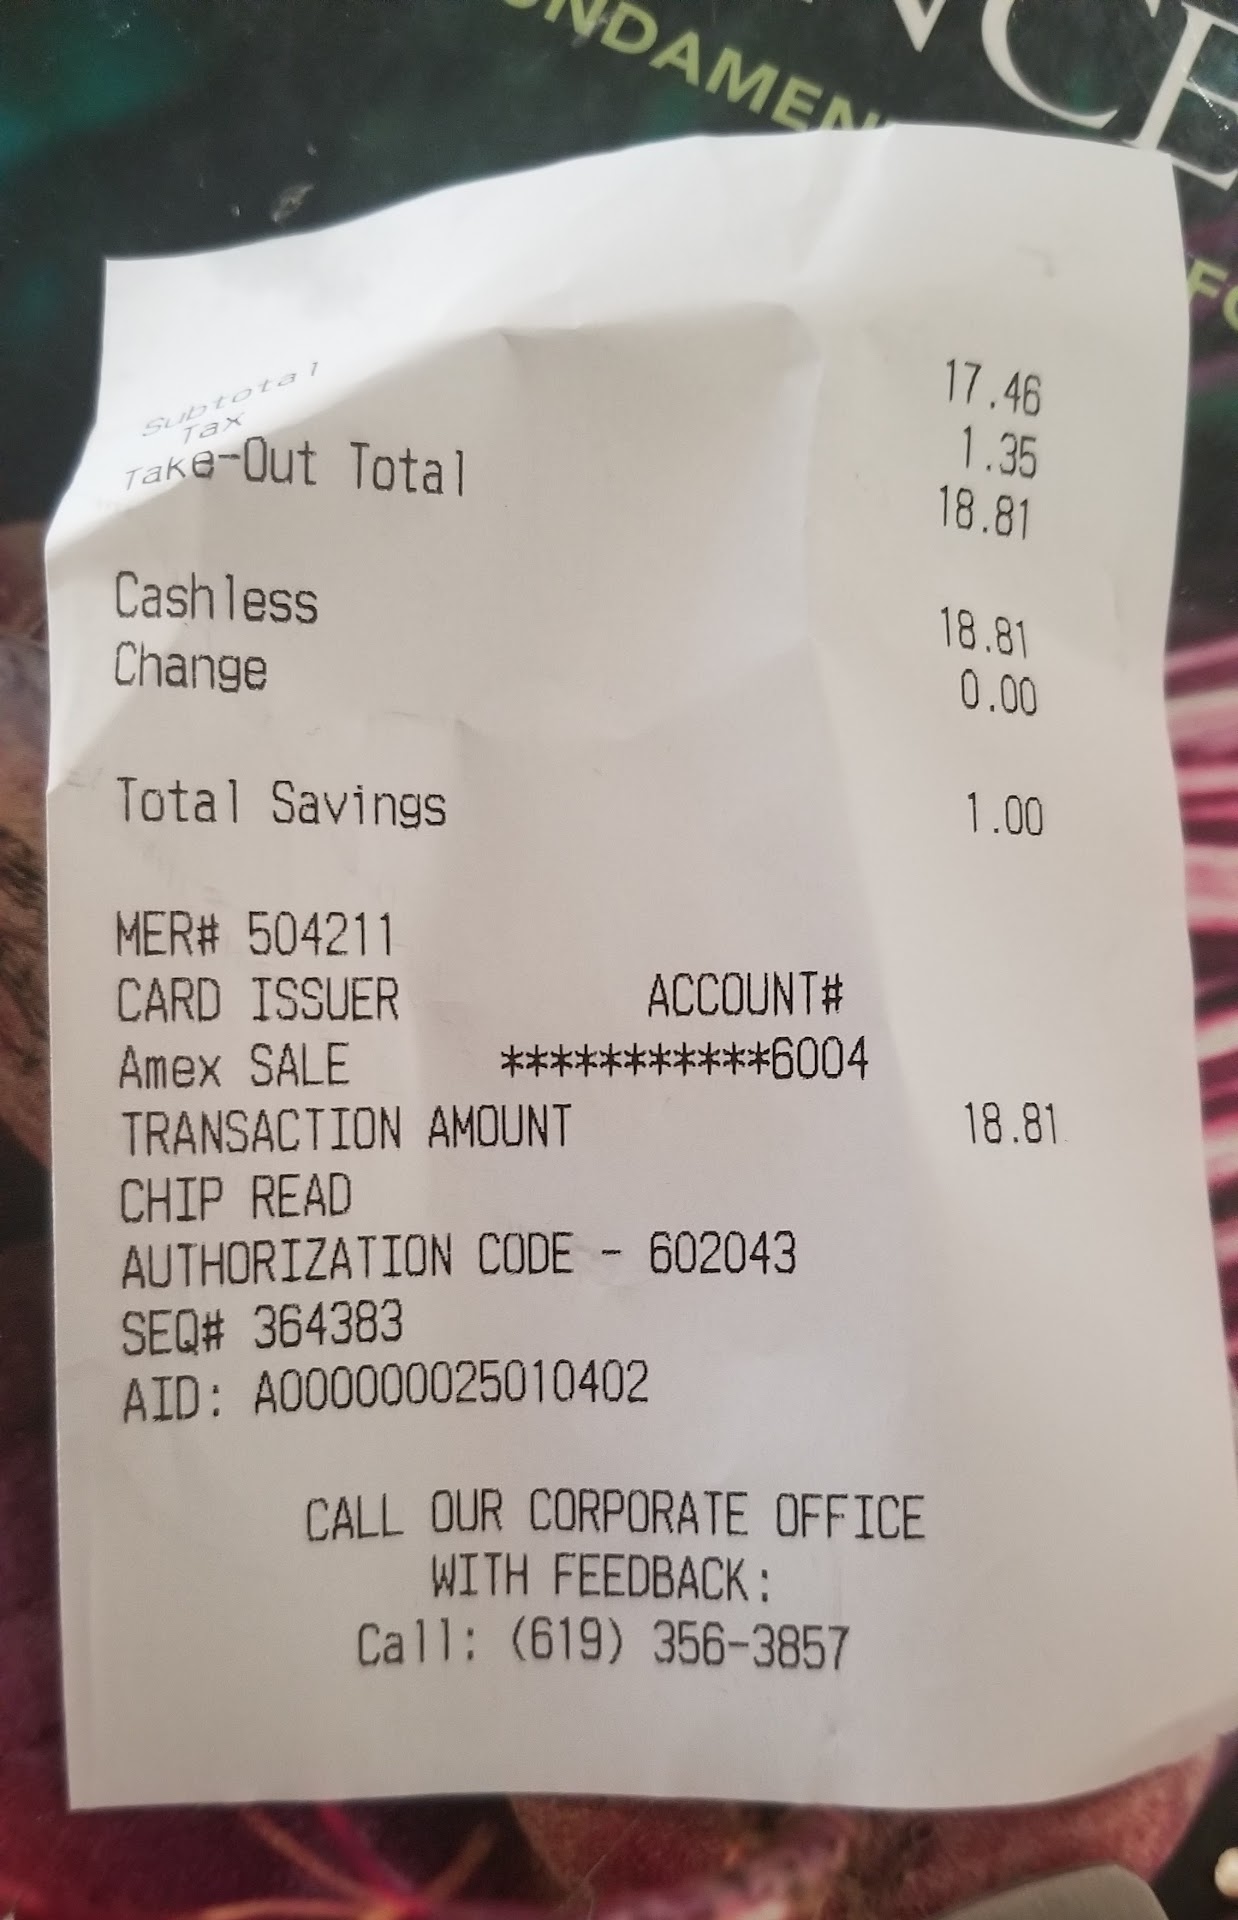 NDAMEN
NCE
FO
Subtotal 17.46
Tax 1.35
Take-Out Total 18.81
Cashless 18.81
Change 0.00
Total Savings 1.00
MER# 504211
CARD ISSUER ACCOUNT#
Amex SALE ***********6004
TRANSACTION AMOUNT 18.81
CHIP READ
AUTHORIZATION CODE - 602043
SEQ# 364383
AID: A000000025010402
CALL OUR CORPORATE OFFICE
WITH FEEDBACK:
Call: (619) 356-3857